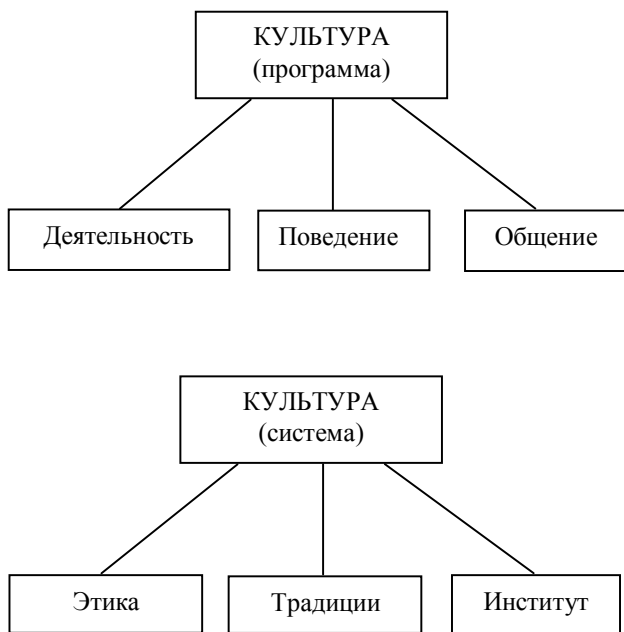 КУЛЬТУРА
(программа)
Деятельность
Поведение
Общение
КУЛЬТУРА
(система)
Этика
Традиции
Институт